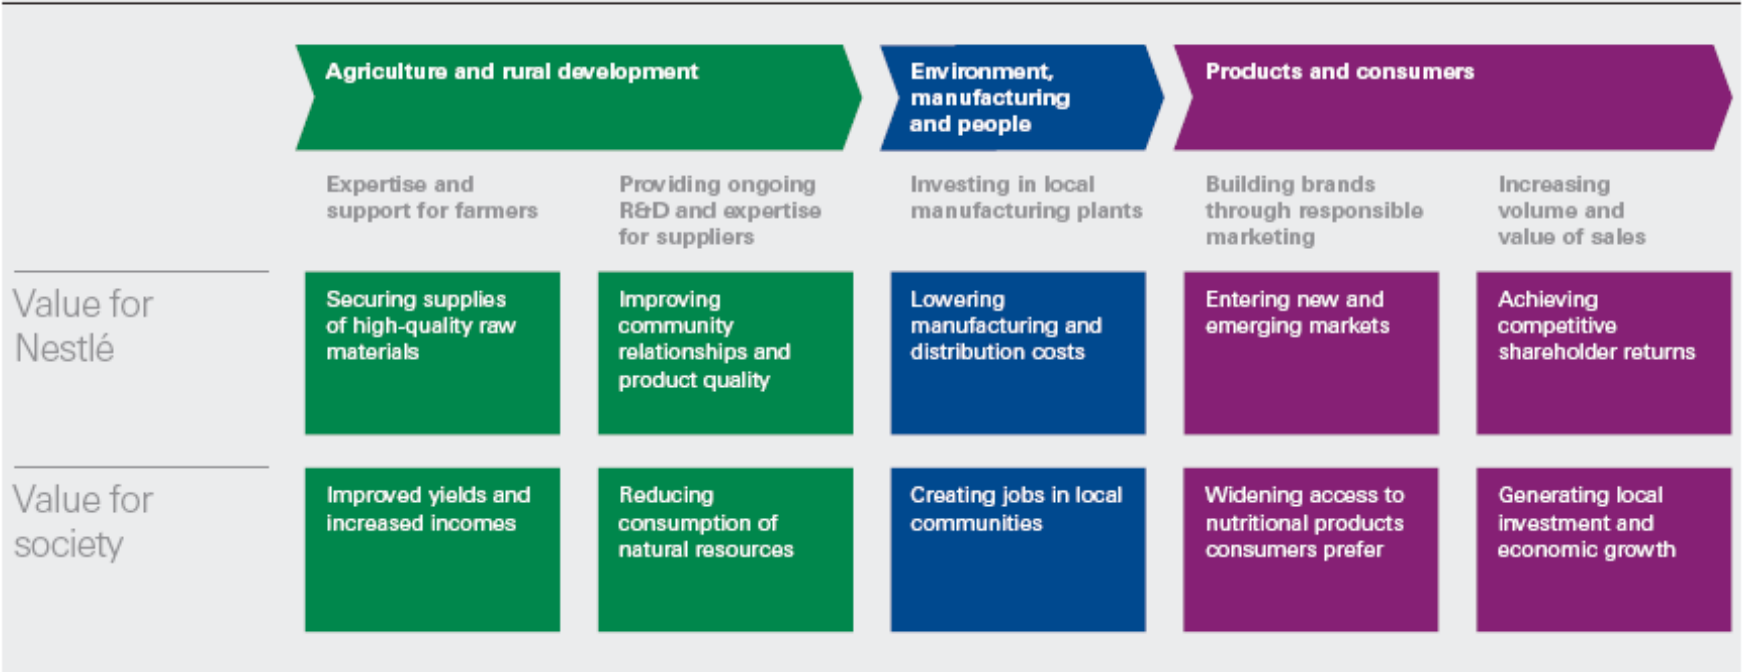 Agriculture and rural development
Environment,
manufacturing
and people
Products and consumers
Expertise and
support for farmers
Providing ongoing
R&D and expertise
for suppliers
Investing in local
manufacturing plants
Building brands
through responsible
marketing
Increasing
volume and
value of sales
Value for
Nestlé
Securing supplies
of high-quality raw
materials
Improving
community
relationships and
product quality
Lowering
manufacturing and
distribution costs
Entering new and
emerging markets
Achieving
competitive
shareholder returns
Value for
society
Improved yields and
increased incomes
Reducing
consumption of
natural resources
Creating jobs in local
communities
Widening access to
nutritional products
consumers prefer
Generating local
investment and
economic growth